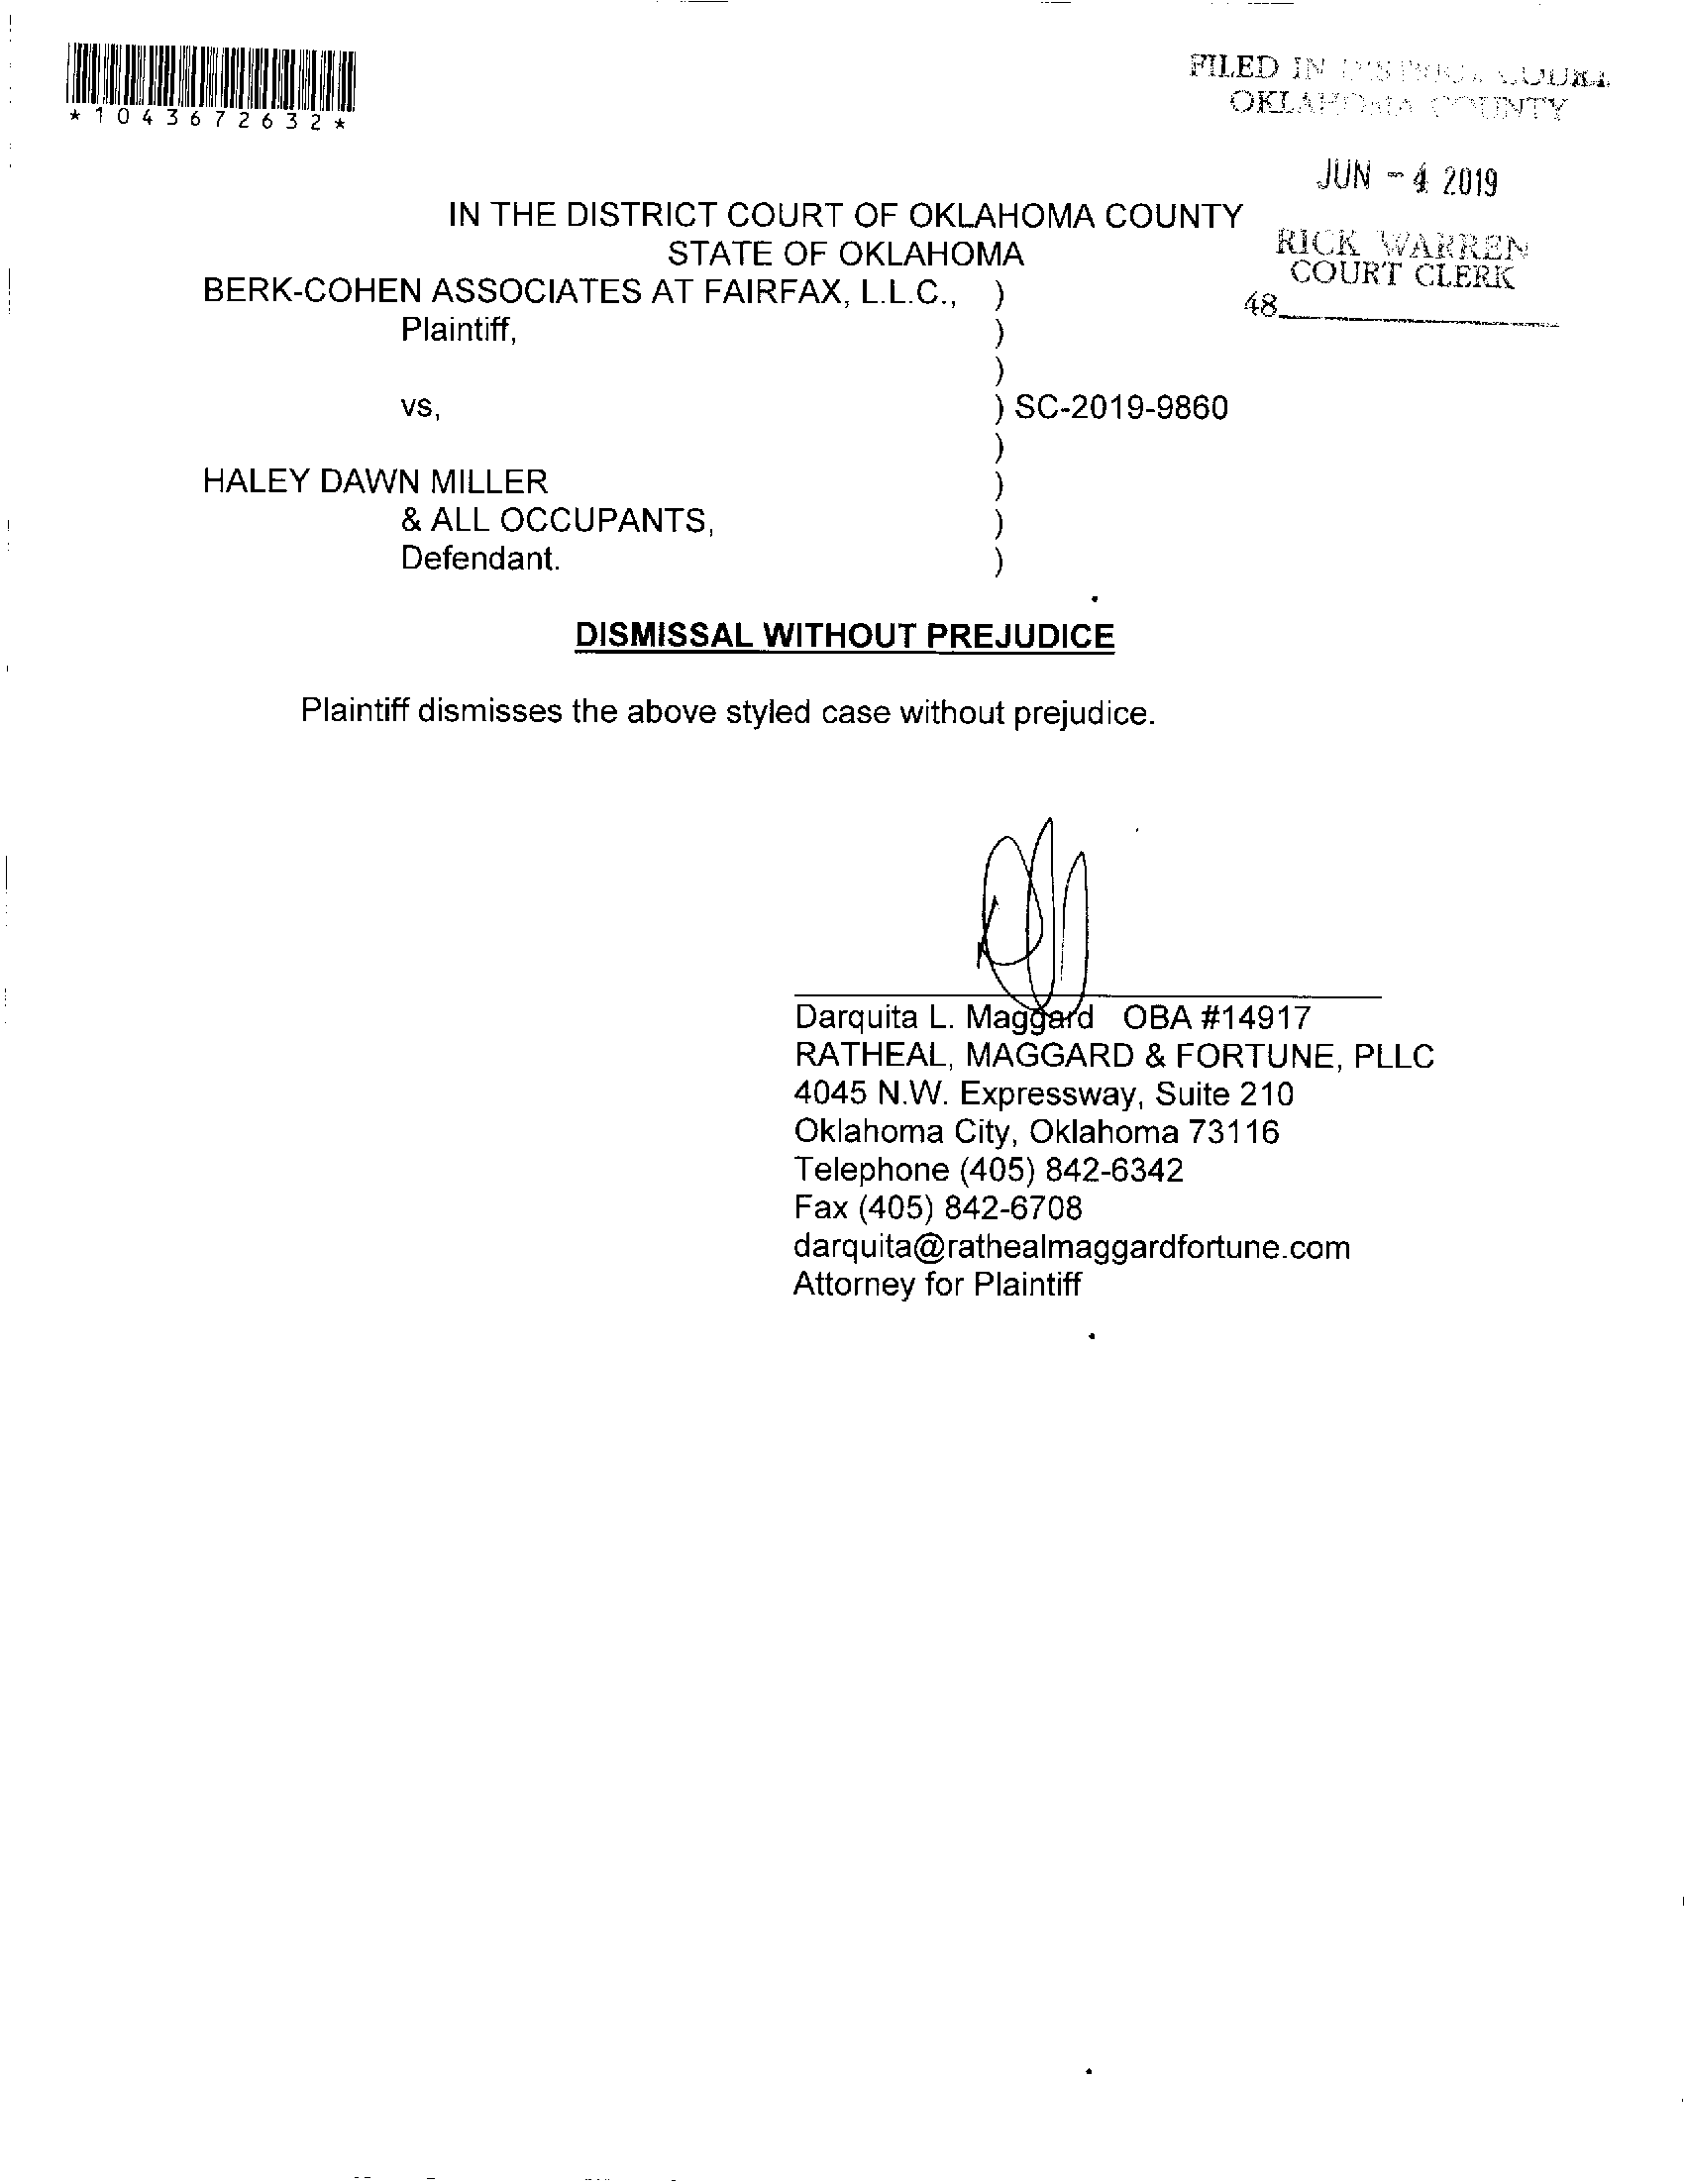 *1043672632*
FILED IN DISTRICT COURT
OKLAHOMA COUNTY
JUN - 4 2019
RICK WARREN
COURT CLERK
48
IN THE DISTRICT COURT OF OKLAHOMA COUNTY
STATE OF OKLAHOMA
BERK-COHEN ASSOCIATES AT FAIRFAX, L.L.C., )
Plaintiff, )
)
vs, ) SC-2019-9860
)
HALEY DAWN MILLER )
& ALL OCCUPANTS, )
Defendant. )
DISMISSAL WITHOUT PREJUDICE
Plaintiff dismisses the above styled case without prejudice.
Darquita L. Maggard OBA #14917
RATHEAL, MAGGARD & FORTUNE, PLLC
4045 N.W. Expressway, Suite 210
Oklahoma City, Oklahoma 73116
Telephone (405) 842-6342
Fax (405) 842-6708
darquita@rathealmaggardfortune.com
Attorney for Plaintiff